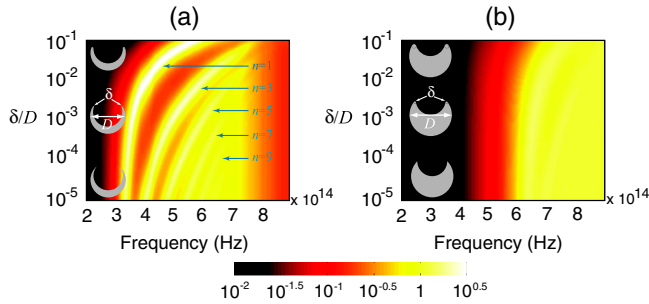 (a)
(b)
10^-1
10^-2
10^-3
10^-4
10^-5
δ/D
δ
D
n=1
n=3
n=5
n=7
n=9
2 3 4 5 6 7 8
x 10^14
Frequency (Hz)
10^-1
10^-2
10^-3
10^-4
10^-5
δ/D
δ
D
2 3 4 5 6 7 8
x 10^14
Frequency (Hz)
10^-2 10^-1.5 10^-1 10^-0.5 1 10^0.5